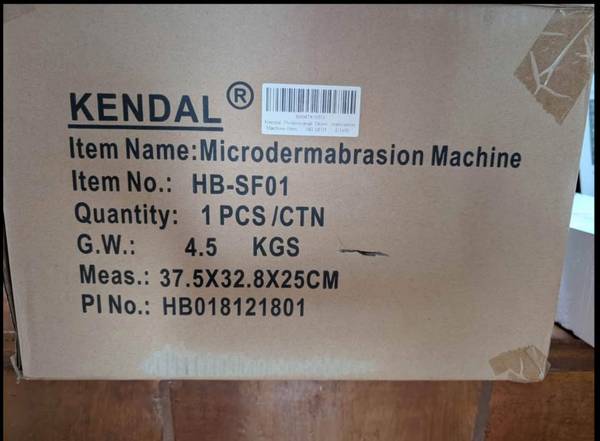 KENDAL ®
Item Name:Microdermabrasion Machine
Item No.: HB-SF01
Quantity: 1 PCS/CTN
G.W.: 4.5 KGS
Meas.: 37.5X32.8X25CM
PI No.: HB018121801